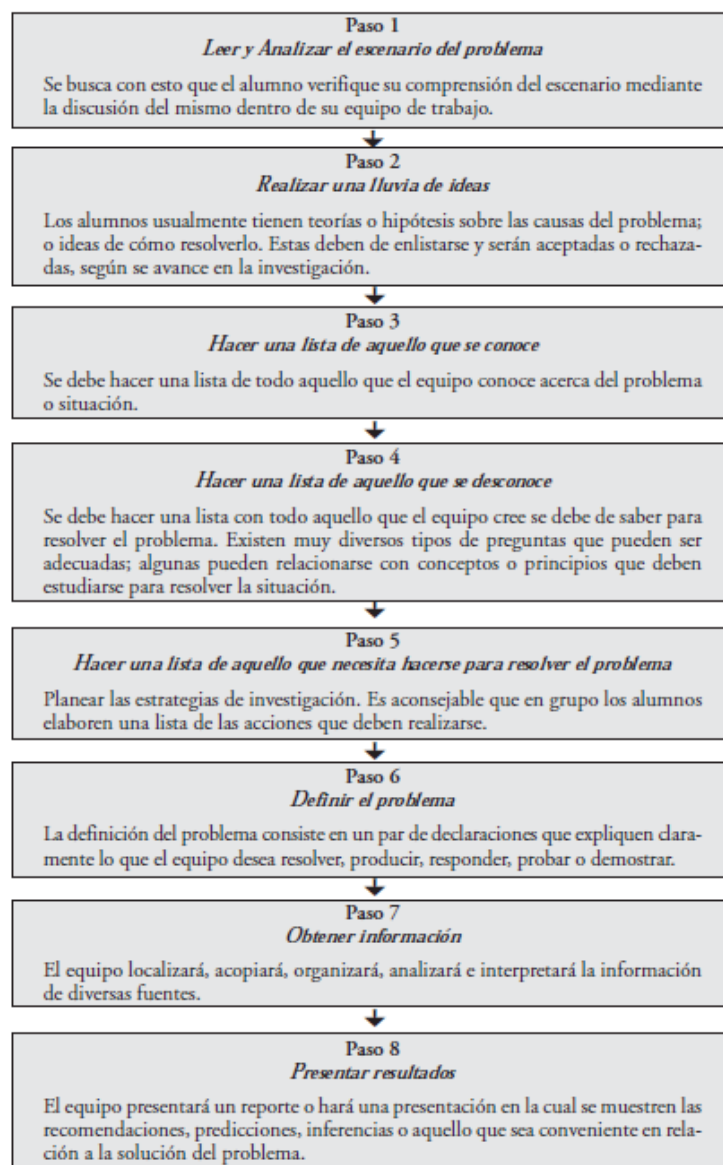 Paso 1
Leer y Analizar el escenario del problema
Se busca con esto que el alumno verifique su comprensión del escenario mediante
la discusión del mismo dentro de su equipo de trabajo.
Paso 2
Realizar una lluvia de ideas
Los alumnos usualmente tienen teorías o hipótesis sobre las causas del problema;
o ideas de cómo resolverlo. Estas deben de enlistarse y serán aceptadas o rechaza-
das, según se avance en la investigación.
Paso 3
Hacer una lista de aquello que se conoce
Se debe hacer una lista de todo aquello que el equipo conoce acerca del problema
o situación.
Paso 4
Hacer una lista de aquello que se desconoce
Se debe hacer una lista con todo aquello que el equipo cree se debe de saber para
resolver el problema. Existen muy diversos tipos de preguntas que pueden ser
adecuadas; algunas pueden relacionarse con conceptos o principios que deben
estudiarse para resolver la situación.
Paso 5
Hacer una lista de aquello que necesita hacerse para resolver el problema
Planear las estrategias de investigación. Es aconsejable que en grupo los alumnos
elaboren una lista de las acciones que deben realizarse.
Paso 6
Definir el problema
La definición del problema consiste en un par de declaraciones que expliquen clara-
mente lo que el equipo desea resolver, producir, responder, probar o demostrar.
Paso 7
Obtener información
El equipo localizará, acopiará, organizará, analizará e interpretará la información
de diversas fuentes.
Paso 8
Presentar resultados
El equipo presentará un reporte o hará una presentación en la cual se muestren las
recomendaciones, predicciones, inferencias o aquello que sea conveniente en rela-
ción a la solución del problema.